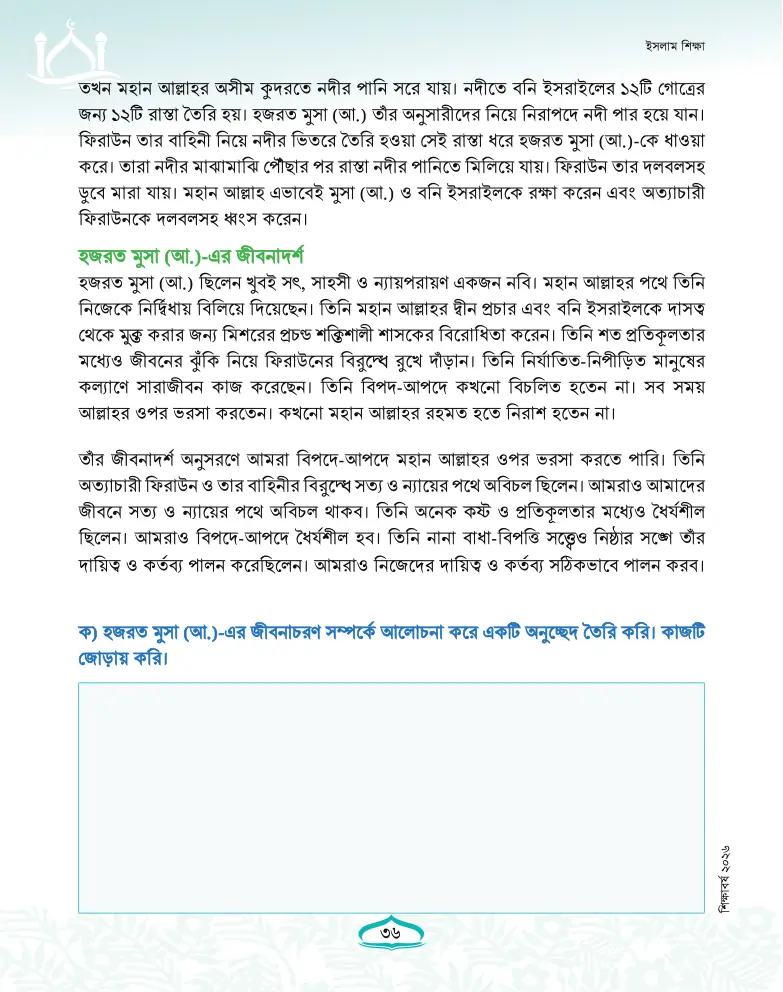 ইসলাম শিক্ষা
তখন মহান আল্লাহর অসীম কুদরতে নদীর পানি সরে যায়। নদীতে বনি ইসরাইলের ১২টি গোত্রের
জন্য ১২টি রাস্তা তৈরি হয়। হজরত মুসা (আ.) তাঁর অনুসারীদের নিয়ে নিরাপদে নদী পার হয়ে যান।
ফিরাউন তার বাহিনী নিয়ে নদীর ভিতরে তৈরি হওয়া সেই রাস্তা ধরে হজরত মুসা (আ.)-কে ধাওয়া
করে। তারা নদীর মাঝামাঝি পৌঁছার পর রাস্তা নদীর পানিতে মিলিয়ে যায়। ফিরাউন তার দলবলসহ
ডুবে মারা যায়। মহান আল্লাহ এভাবেই মুসা (আ.) ও বনি ইসরাইলকে রক্ষা করেন এবং অত্যাচারী
ফিরাউনকে দলবলসহ ধ্বংস করেন।
হজরত মুসা (আ.)-এর জীবনাদর্শ
হজরত মুসা (আ.) ছিলেন খুবই সৎ, সাহসী ও ন্যায়পরায়ণ একজন নবি। মহান আল্লাহর পথে তিনি
নিজেকে নির্দ্বিধায় বিলিয়ে দিয়েছেন। তিনি মহান আল্লাহর দ্বীন প্রচার এবং বনি ইসরাইলকে দাসত্ব
থেকে মুক্ত করার জন্য মিশরের প্রচন্ড শক্তিশালী শাসকের বিরোধিতা করেন। তিনি শত প্রতিকূলতার
মধ্যেও জীবনের ঝুঁকি নিয়ে ফিরাউনের বিরুদ্ধে রুখে দাঁড়ান। তিনি নির্যাতিত-নিপীড়িত মানুষের
কল্যাণে সারাজীবন কাজ করেছেন। তিনি বিপদ-আপদে কখনো বিচলিত হতেন না। সব সময়
আল্লাহর ওপর ভরসা করতেন। কখনো মহান আল্লাহর রহমত হতে নিরাশ হতেন না।
তাঁর জীবনাদর্শ অনুসরণে আমরা বিপদে-আপদে মহান আল্লাহর ওপর ভরসা করতে পারি। তিনি
অত্যাচারী ফিরাউন ও তার বাহিনীর বিরুদ্ধে সত্য ও ন্যায়ের পথে অবিচল ছিলেন। আমরাও আমাদের
জীবনে সত্য ও ন্যায়ের পথে অবিচল থাকব। তিনি অনেক কষ্ট ও প্রতিকূলতার মধ্যেও ধৈর্যশীল
ছিলেন। আমরাও বিপদে-আপদে ধৈর্যশীল হব। তিনি নানা বাধা-বিপত্তি সত্ত্বেও নিষ্ঠার সঙ্গে তাঁর
দায়িত্ব ও কর্তব্য পালন করেছিলেন। আমরাও নিজেদের দায়িত্ব ও কর্তব্য সঠিকভাবে পালন করব।
ক) হজরত মুসা (আ.)-এর জীবনাচরণ সম্পর্কে আলোচনা করে একটি অনুচ্ছেদ তৈরি করি। কাজটি
জোড়ায় করি।
শিক্ষাবর্ষ ২০২৬
৩৬